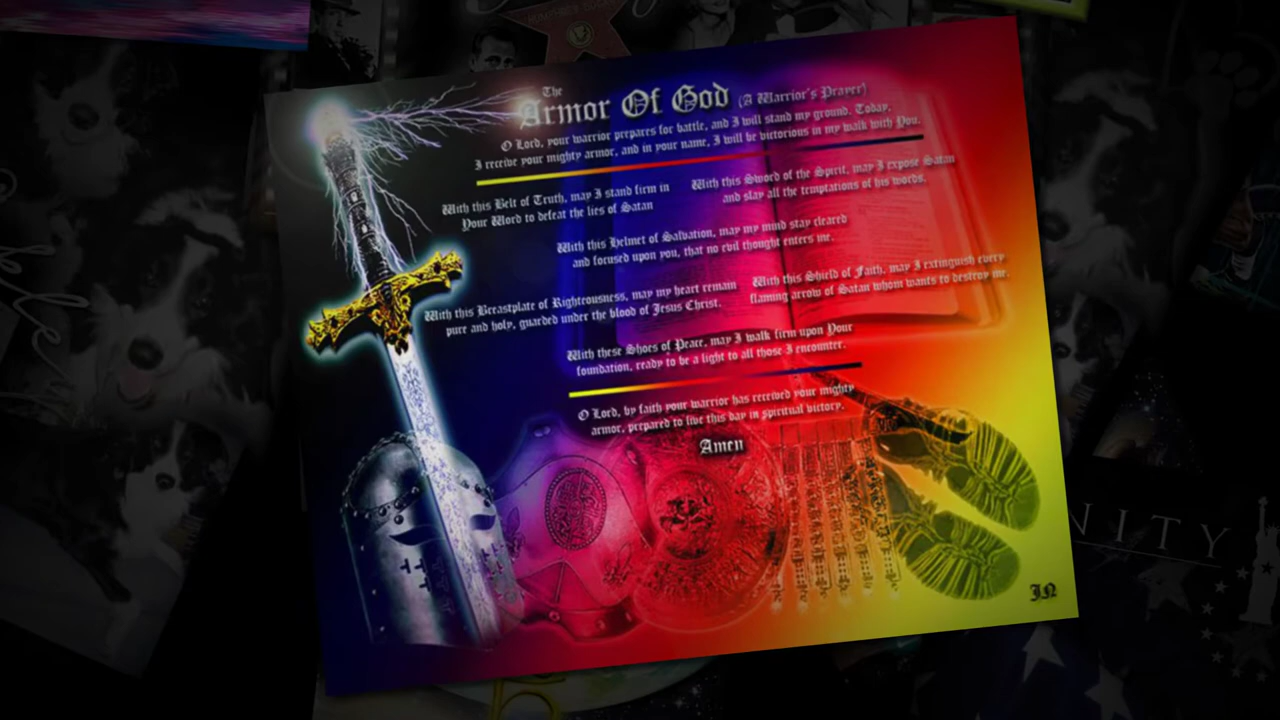 The
Armor Of God (A Warrior's Prayer)
O Lord, your warrior prepares for battle, and I will stand my ground. Today,
I receive your mighty armor, and in your name, I will be victorious in my walk with You.
With this Belt of Truth, may I stand firm in
Your Word to defeat the lies of Satan
With this Sword of the Spirit, may I expose Satan
and slay all the temptations of his words.
With this Helmet of Salvation, may my mind stay cleared
and focused upon you, that no evil thought enters me.
With this Breastplate of Righteousness, may my heart remain
pure and holy, guarded under the blood of Jesus Christ.
With this Shield of Faith, may I extinguish every
flaming arrow of Satan whom wants to destroy me.
With these Shoes of Peace, may I walk firm upon Your
foundation, ready to be a light to all those I encounter.
O Lord, by faith your warrior has received your mighty
armor, prepared to live this day in spiritual victory.
Amen
NITY
JN